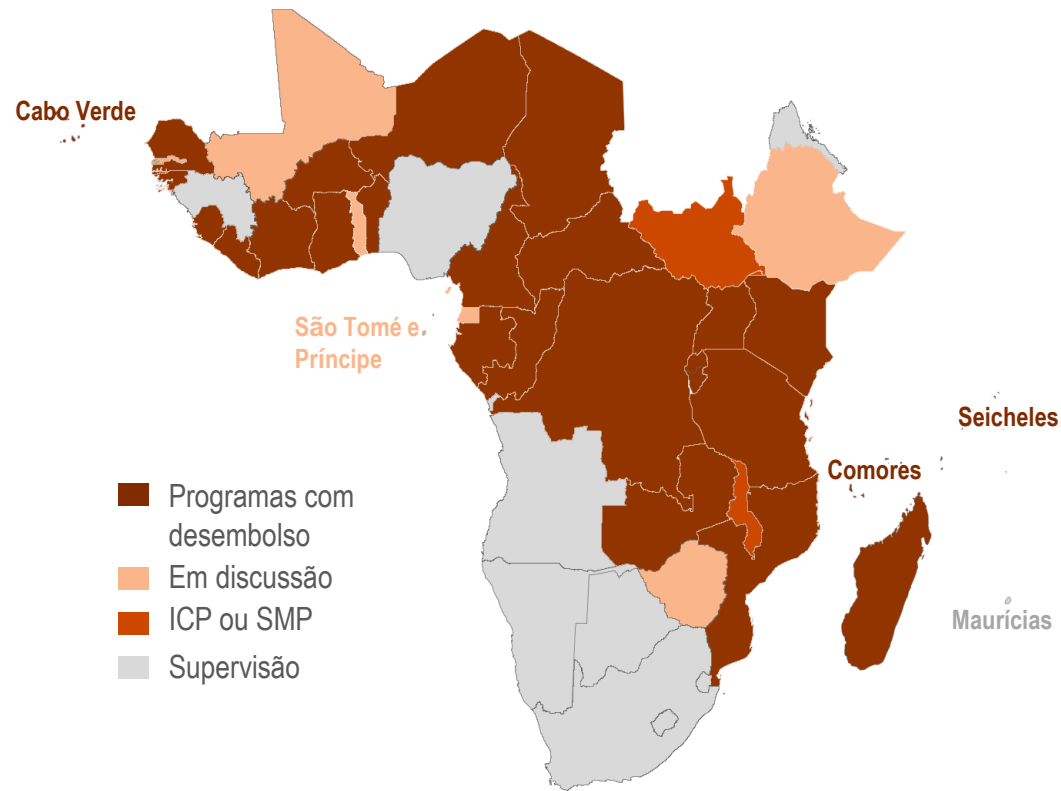 Cabo Verde
São Tomé e
Príncipe
Seicheles
Comores
Maurícias
Programas com
desembolso
Em discussão
ICP ou SMP
Supervisão